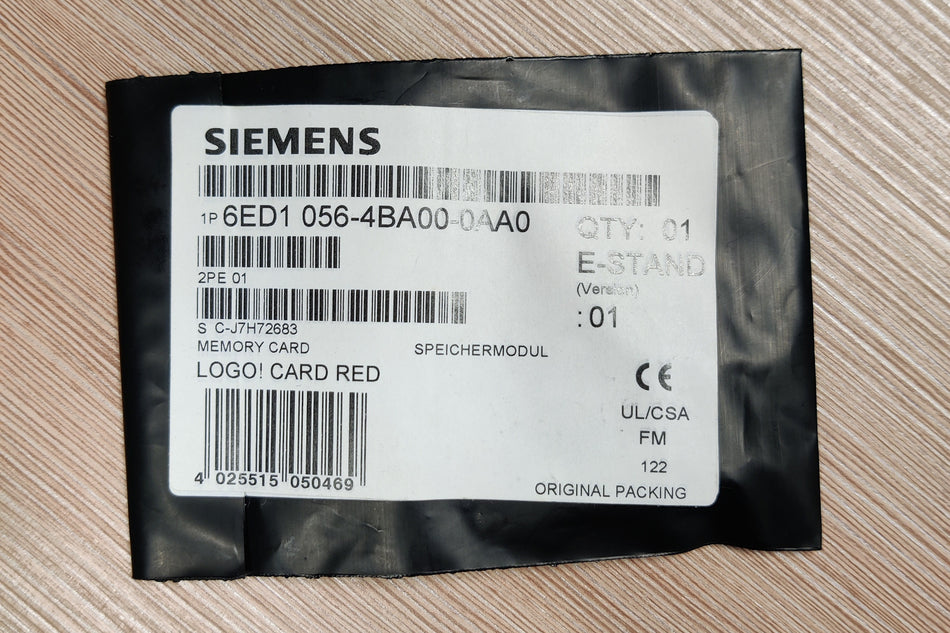 SIEMENS
1P 6ED1 056-4BA00-0AA0
QTY: 01
2PE 01
E-STAND
(Version)
: 01
S C-J7H72683
MEMORY CARD SPEICHERMODUL
LOGO! CARD RED
CE
UL/CSA
FM
122
4 025515 050469
ORIGINAL PACKING